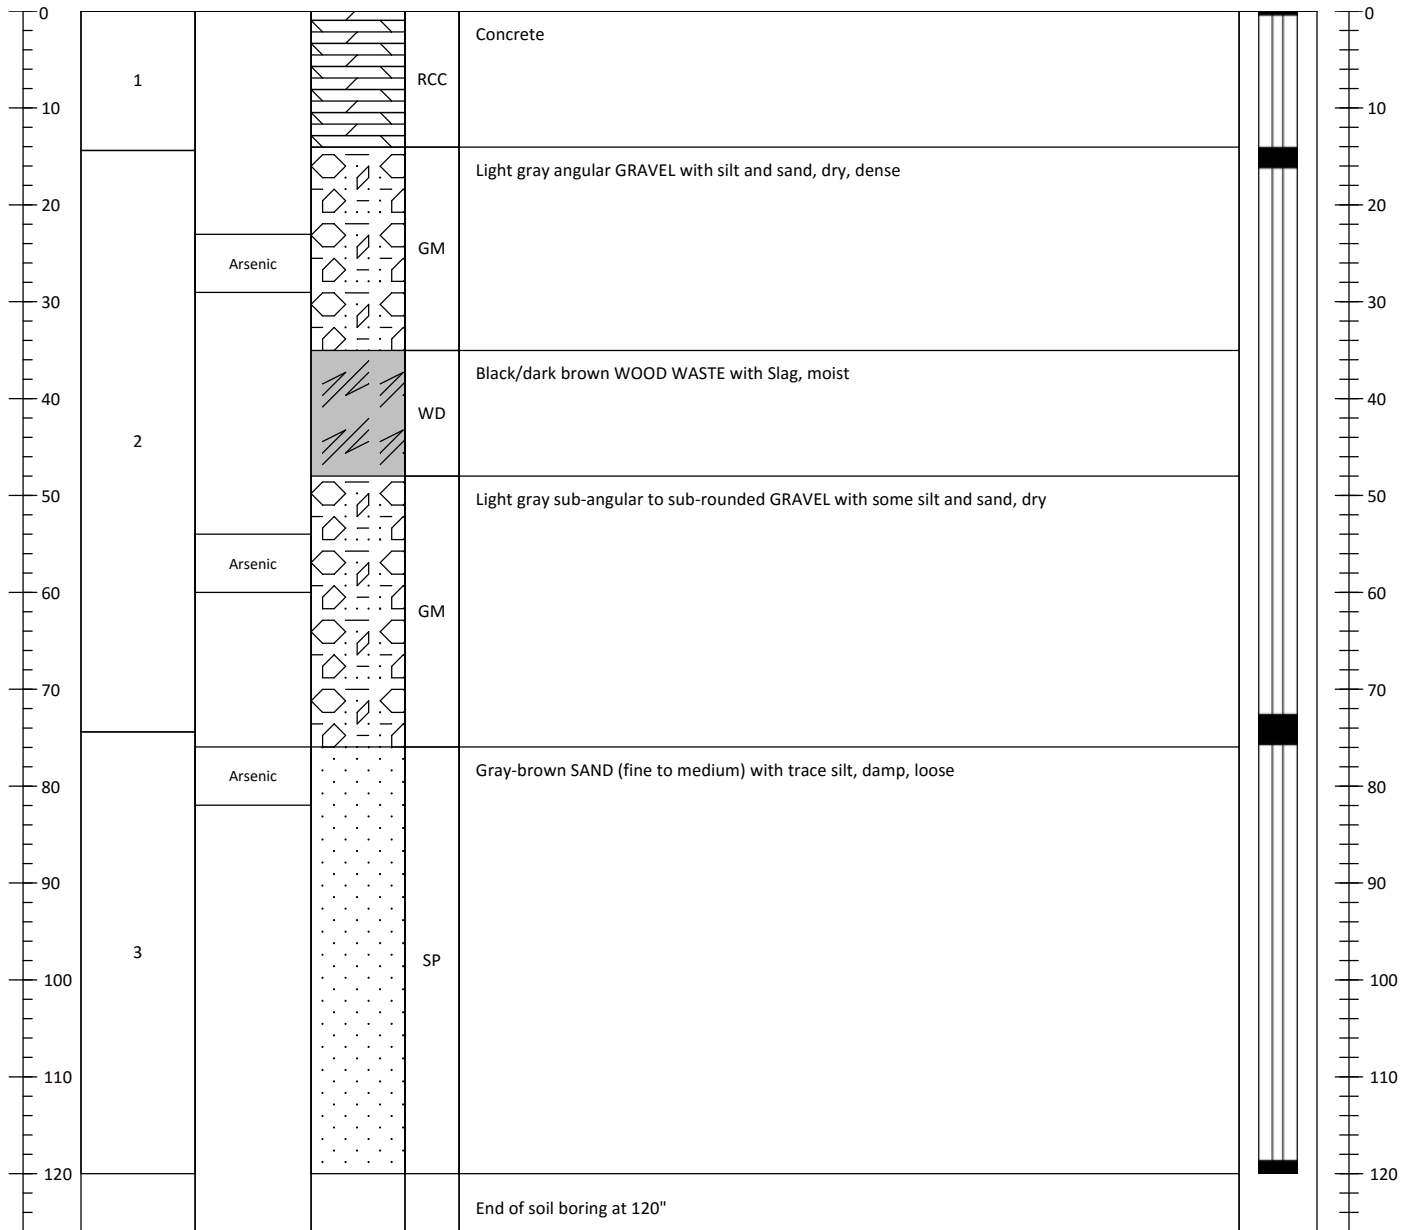 0
0
Concrete
1
RCC
10
10
Light gray angular GRAVEL with silt and sand, dry, dense
20
20
GM
Arsenic
30
30
Black/dark brown WOOD WASTE with Slag, moist
40
40
WD
2
50
50
Light gray sub-angular to sub-rounded GRAVEL with some silt and sand, dry
Arsenic
60
60
GM
70
70
Gray-brown SAND (fine to medium) with trace silt, damp, loose
Arsenic
80
80
90
90
3
SP
100
100
110
110
120
120
End of soil boring at 120"